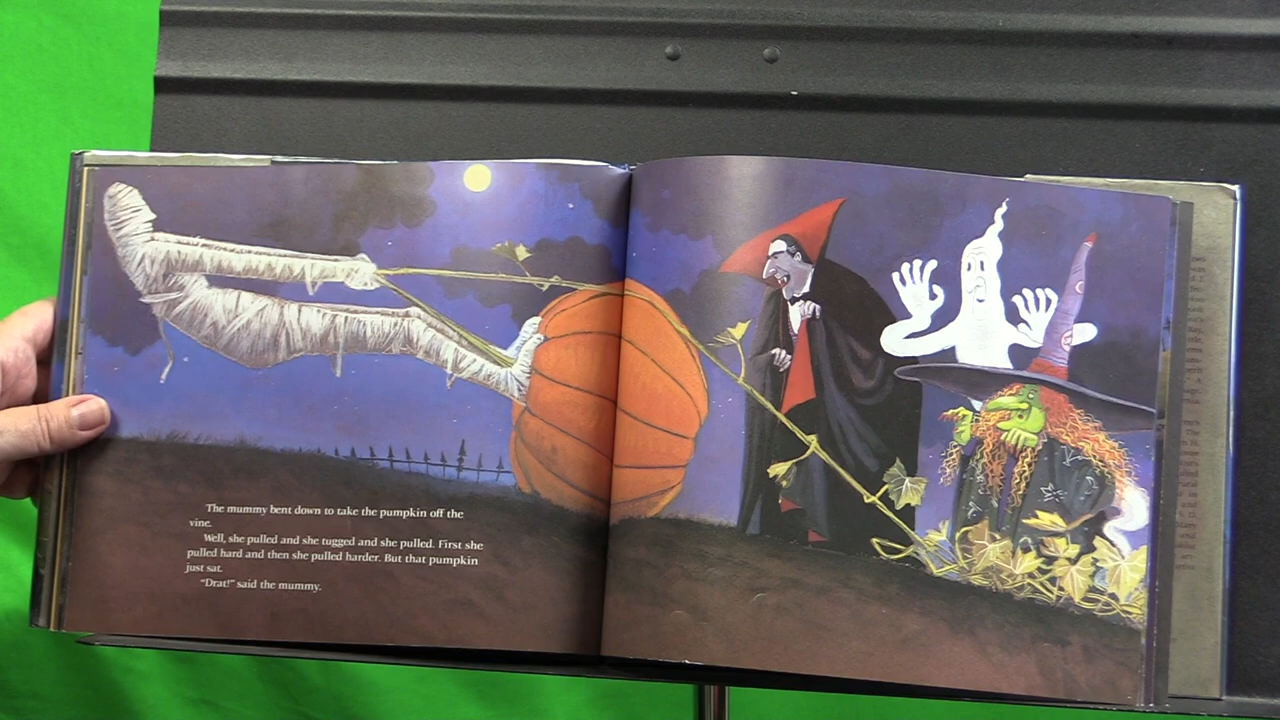 The mummy bent down to take the pumpkin off the
vine.
Well, she pulled and she tugged and she pulled. First she
pulled hard and then she pulled harder. But that pumpkin
just sat.
"Drat!" said the mummy.